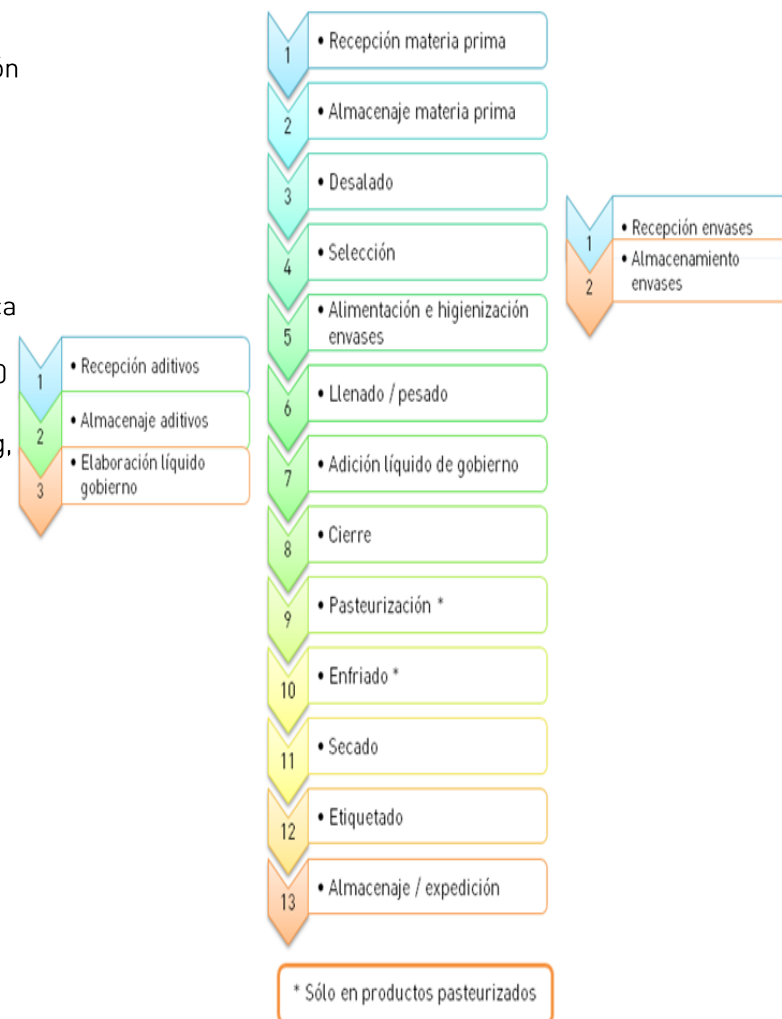 ón
ca
0
g,
1
• Recepción materia prima
2
• Almacenaje materia prima
3
• Desalado
4
• Selección
5
• Alimentación e higienización
envases
6
• Llenado / pesado
7
• Adición líquido de gobierno
8
• Cierre
9
• Pasteurización *
10
• Enfriado *
11
• Secado
12
• Etiquetado
13
• Almacenaje / expedición
* Sólo en productos pasteurizados
1
• Recepción aditivos
2
• Almacenaje aditivos
3
• Elaboración líquido
gobierno
1
• Recepción envases
2
• Almacenamiento
envases